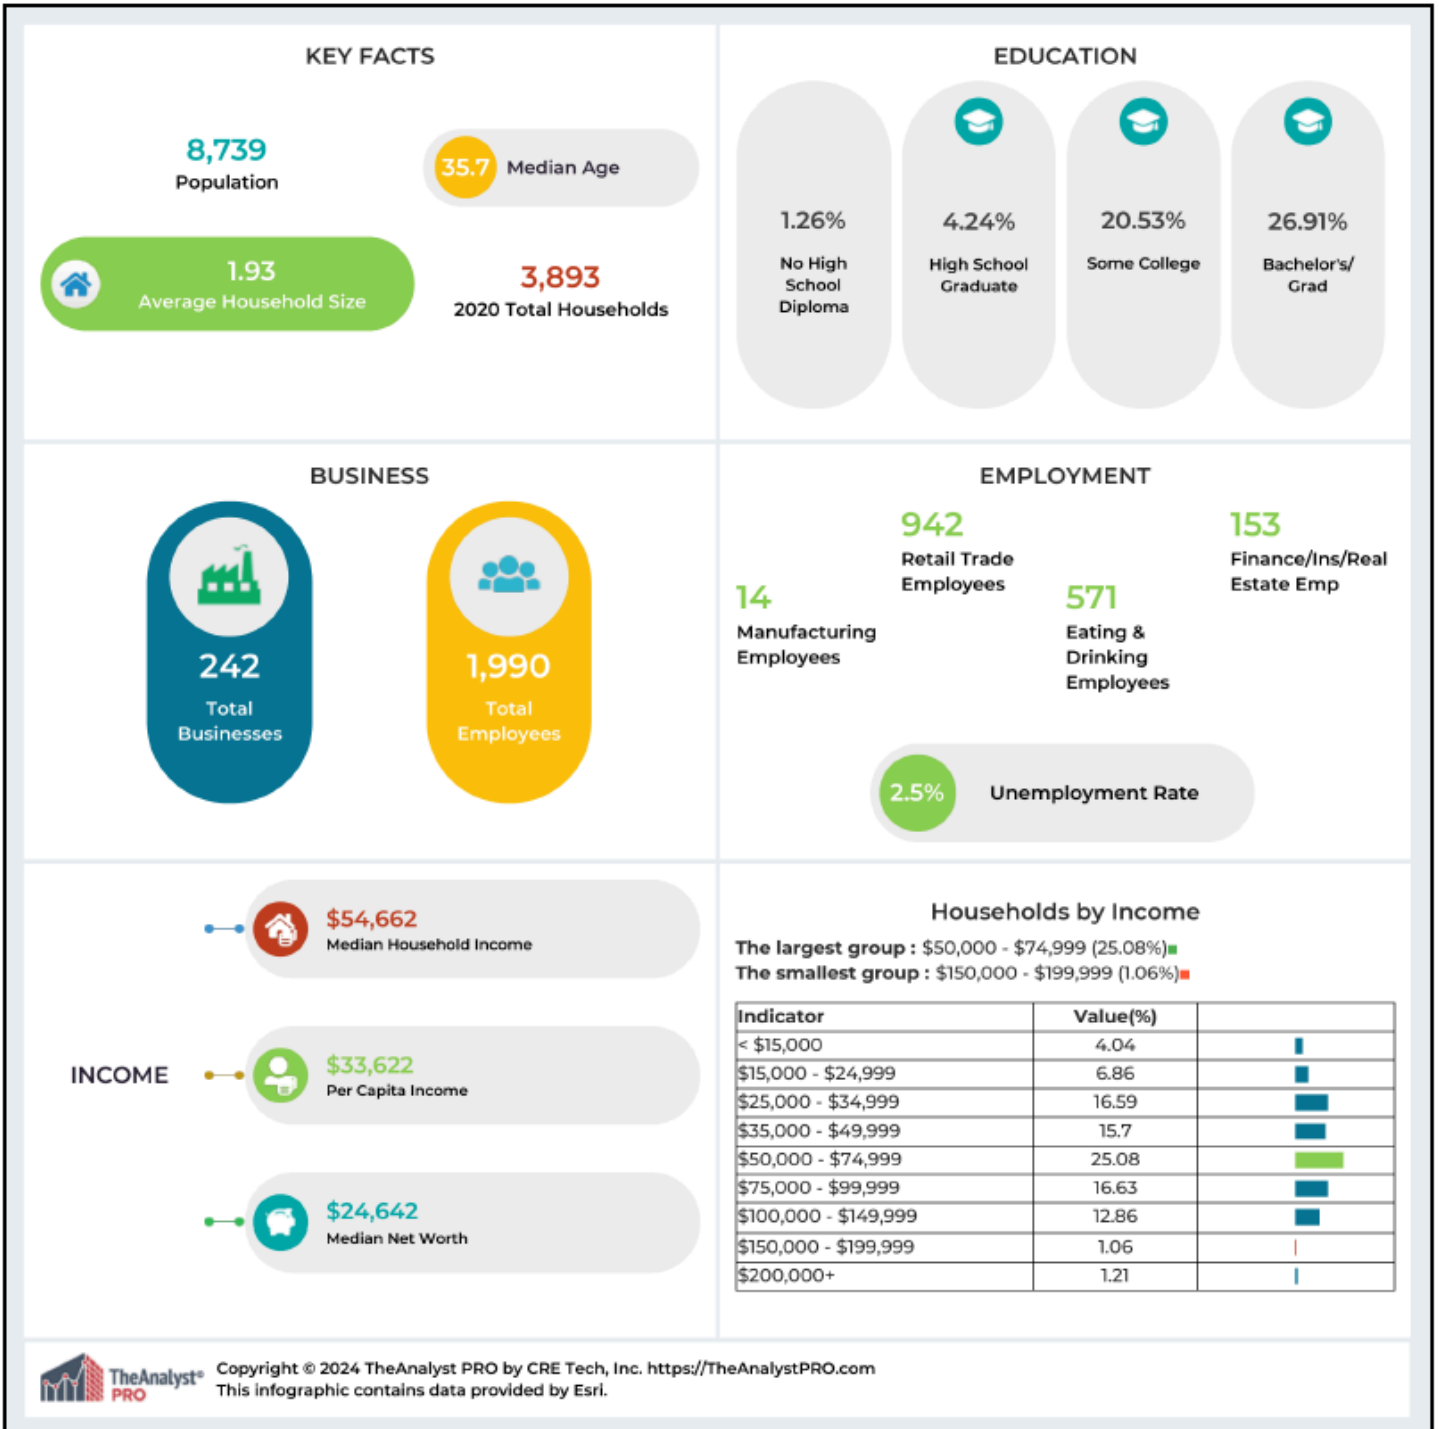 KEY FACTS
8,739
Population
35.7 Median Age
1.93
Average Household Size
3,893
2020 Total Households
EDUCATION
1.26%
No High
School
Diploma
4.24%
High School
Graduate
20.53%
Some College
26.91%
Bachelor's/
Grad
BUSINESS
242
Total
Businesses
1,990
Total
Employees
EMPLOYMENT
14
Manufacturing
Employees
942
Retail Trade
Employees
571
Eating &
Drinking
Employees
153
Finance/Ins/Real
Estate Emp
2.5% Unemployment Rate
INCOME
$54,662
Median Household Income
$33,622
Per Capita Income
$24,642
Median Net Worth
Households by Income
The largest group : $50,000 - $74,999 (25.08%)
The smallest group : $150,000 - $199,999 (1.06%)
Indicator Value(%)
< $15,000 4.04
$15,000 - $24,999 6.86
$25,000 - $34,999 16.59
$35,000 - $49,999 15.7
$50,000 - $74,999 25.08
$75,000 - $99,999 16.63
$100,000 - $149,999 12.86
$150,000 - $199,999 1.06
$200,000+ 1.21
TheAnalyst®
PRO
Copyright © 2024 TheAnalyst PRO by CRE Tech, Inc. https://TheAnalystPRO.com
This infographic contains data provided by Esri.